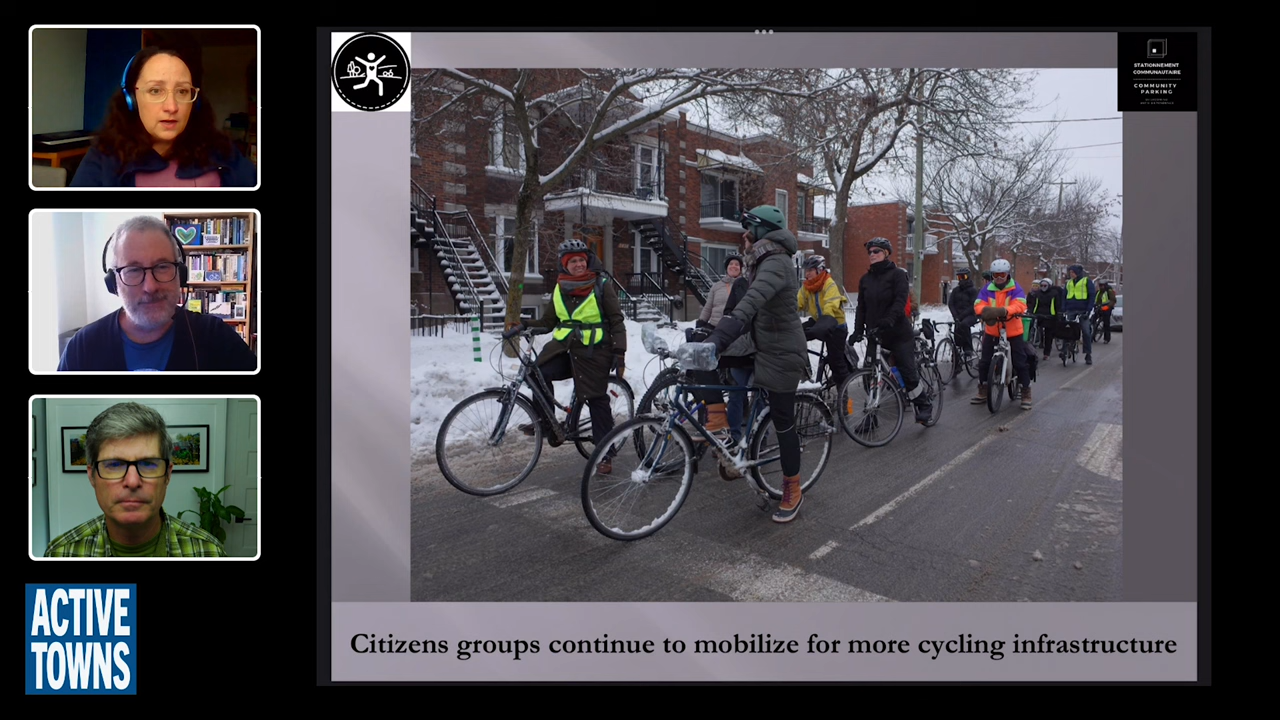 STATIONNEMENT
COMMUNAUTAIRE
COMMUNITY
PARKING
ACTIVE
TOWNS
Citizens groups continue to mobilize for more cycling infrastructure